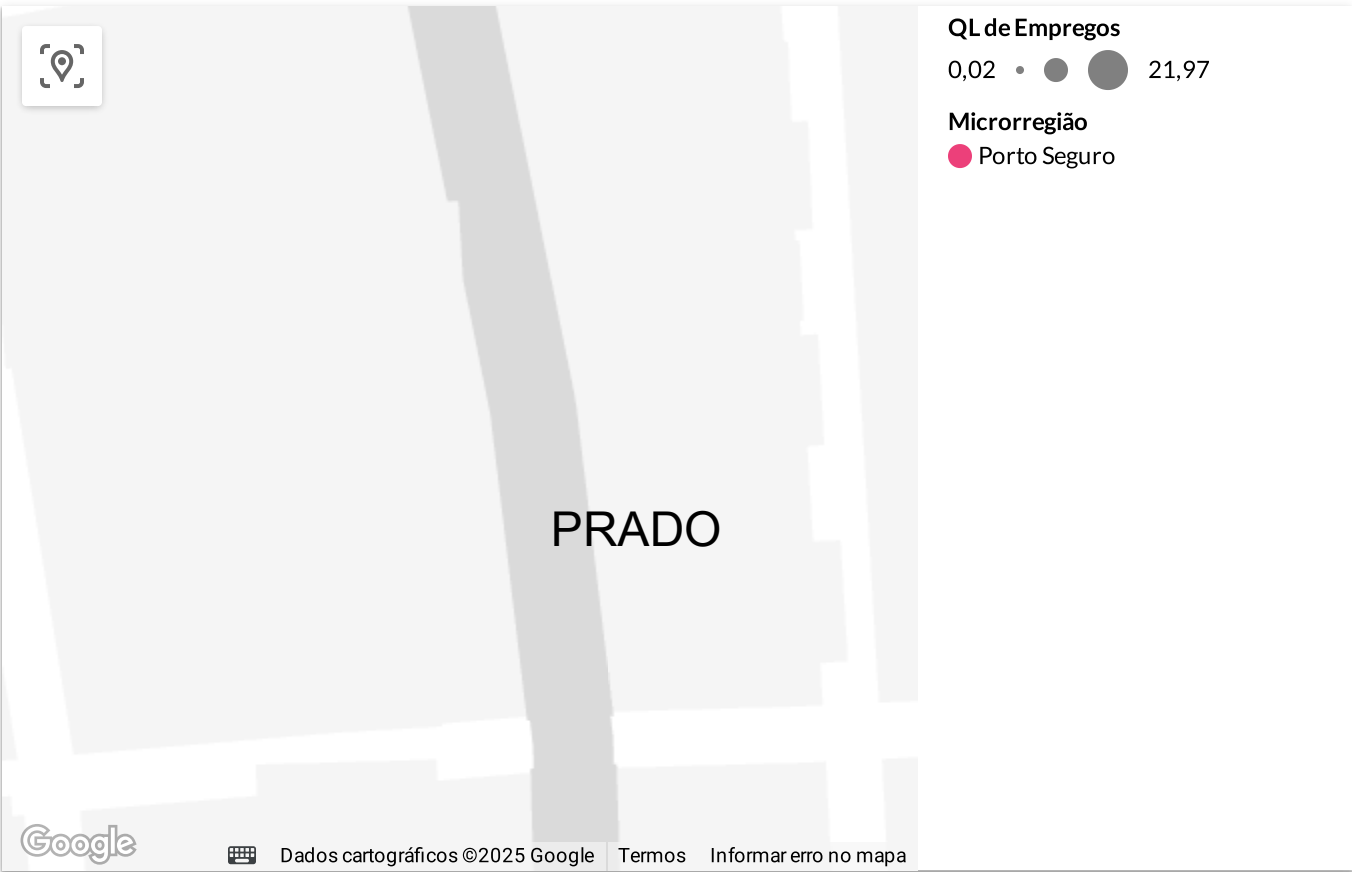 QL de Empregos
0,02 21,97
Microrregião
Porto Seguro
PRADO
Google
Dados cartográficos ©2025 Google Termos Informar erro no mapa